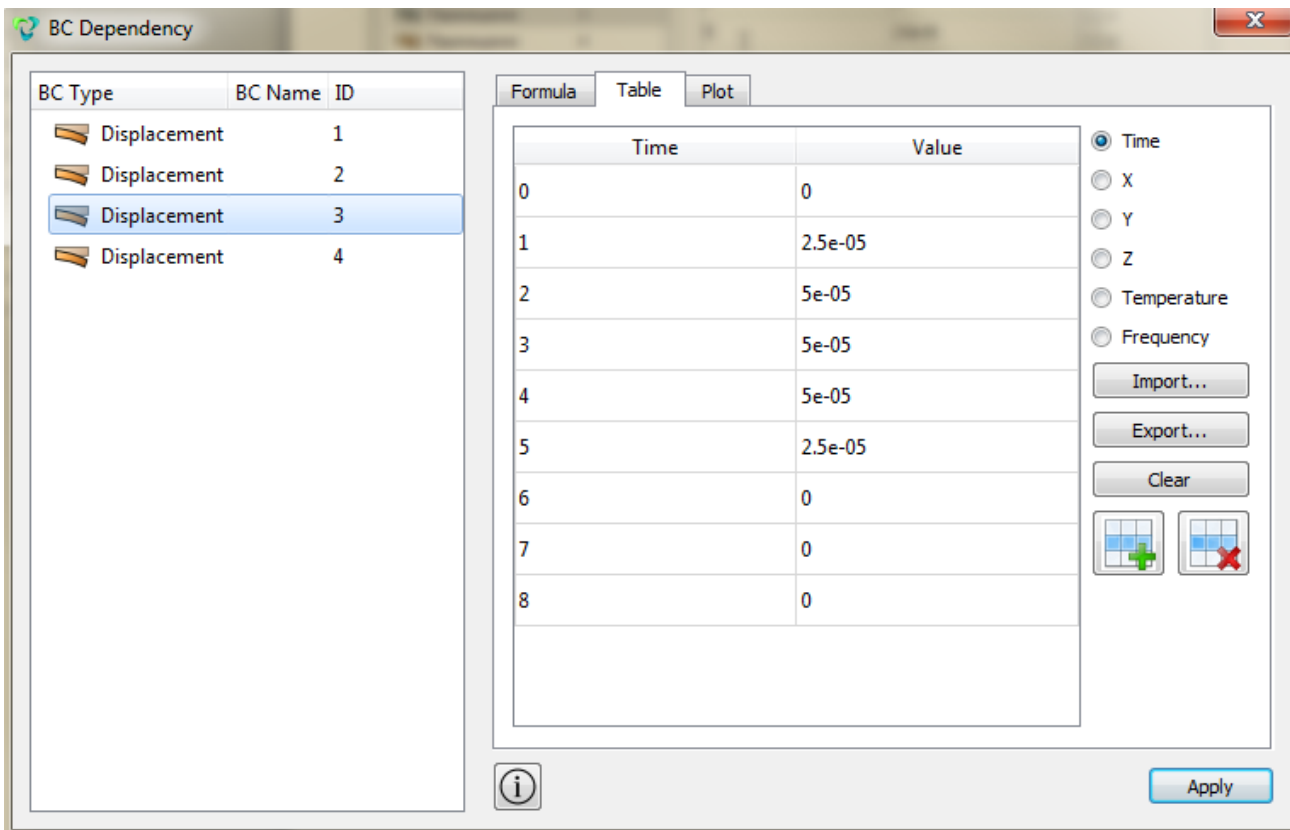 BC Dependency
BC Type BC Name ID
Displacement 1
Displacement 2
Displacement 3
Displacement 4
Formula Table Plot
Time Value
0 0
1 2.5e-05
2 5e-05
3 5e-05
4 5e-05
5 2.5e-05
6 0
7 0
8 0
Time
X
Y
Z
Temperature
Frequency
Import...
Export...
Clear
Apply